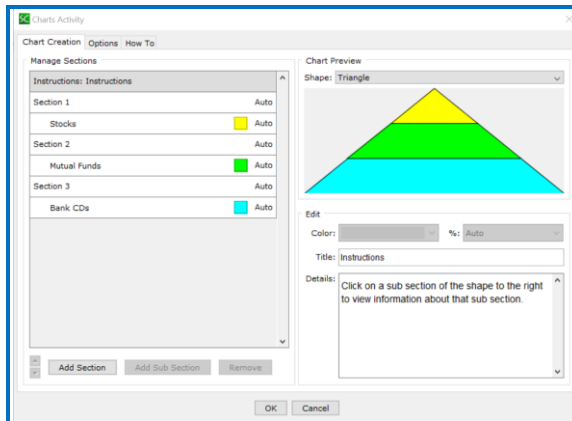 SC Charts Activity
Chart Creation Options How To
Manage Sections
Instructions: Instructions
Section 1 Auto
Stocks Auto
Section 2 Auto
Mutual Funds Auto
Section 3 Auto
Bank CDs Auto
Add Section Add Sub Section Remove
Chart Preview
Shape: Triangle
Edit
Color: %: Auto
Title: Instructions
Details: Click on a sub section of the shape to the right
to view information about that sub section.
OK Cancel